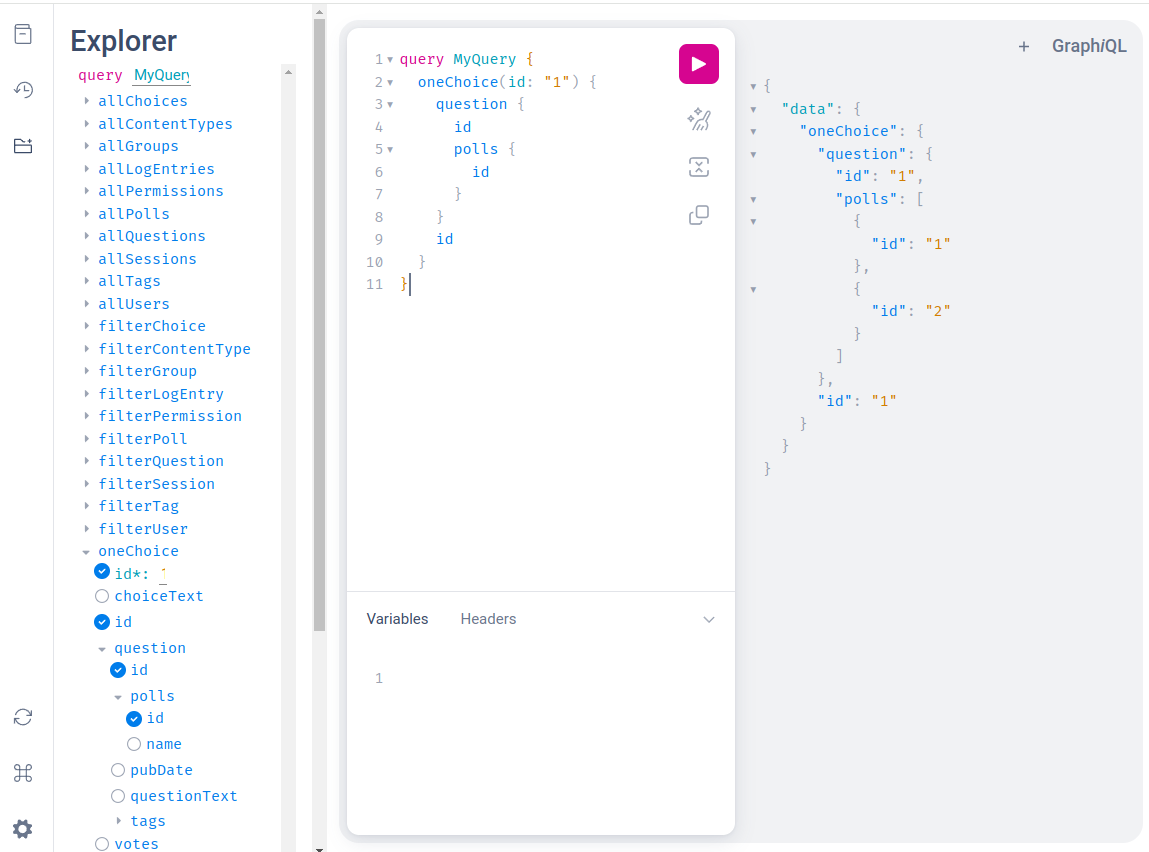 Explorer
query MyQuery
allChoices
allContentTypes
allGroups
allLogEntries
allPermissions
allPolls
allQuestions
allSessions
allTags
allUsers
filterChoice
filterContentType
filterGroup
filterLogEntry
filterPermission
filterPoll
filterQuestion
filterSession
filterTag
filterUser
oneChoice
id*: 1
choiceText
id
question
id
polls
id
name
pubDate
questionText
tags
votes
1 query MyQuery {
2 oneChoice(id: "1") {
3 question {
4 id
5 polls {
6 id
7 }
8 }
9 id
10 }
11 }
Variables Headers
1
+ GraphiQL
{
"data": {
"oneChoice": {
"question": {
"id": "1",
"polls": [
{
"id": "1"
},
{
"id": "2"
}
]
},
"id": "1"
}
}
}